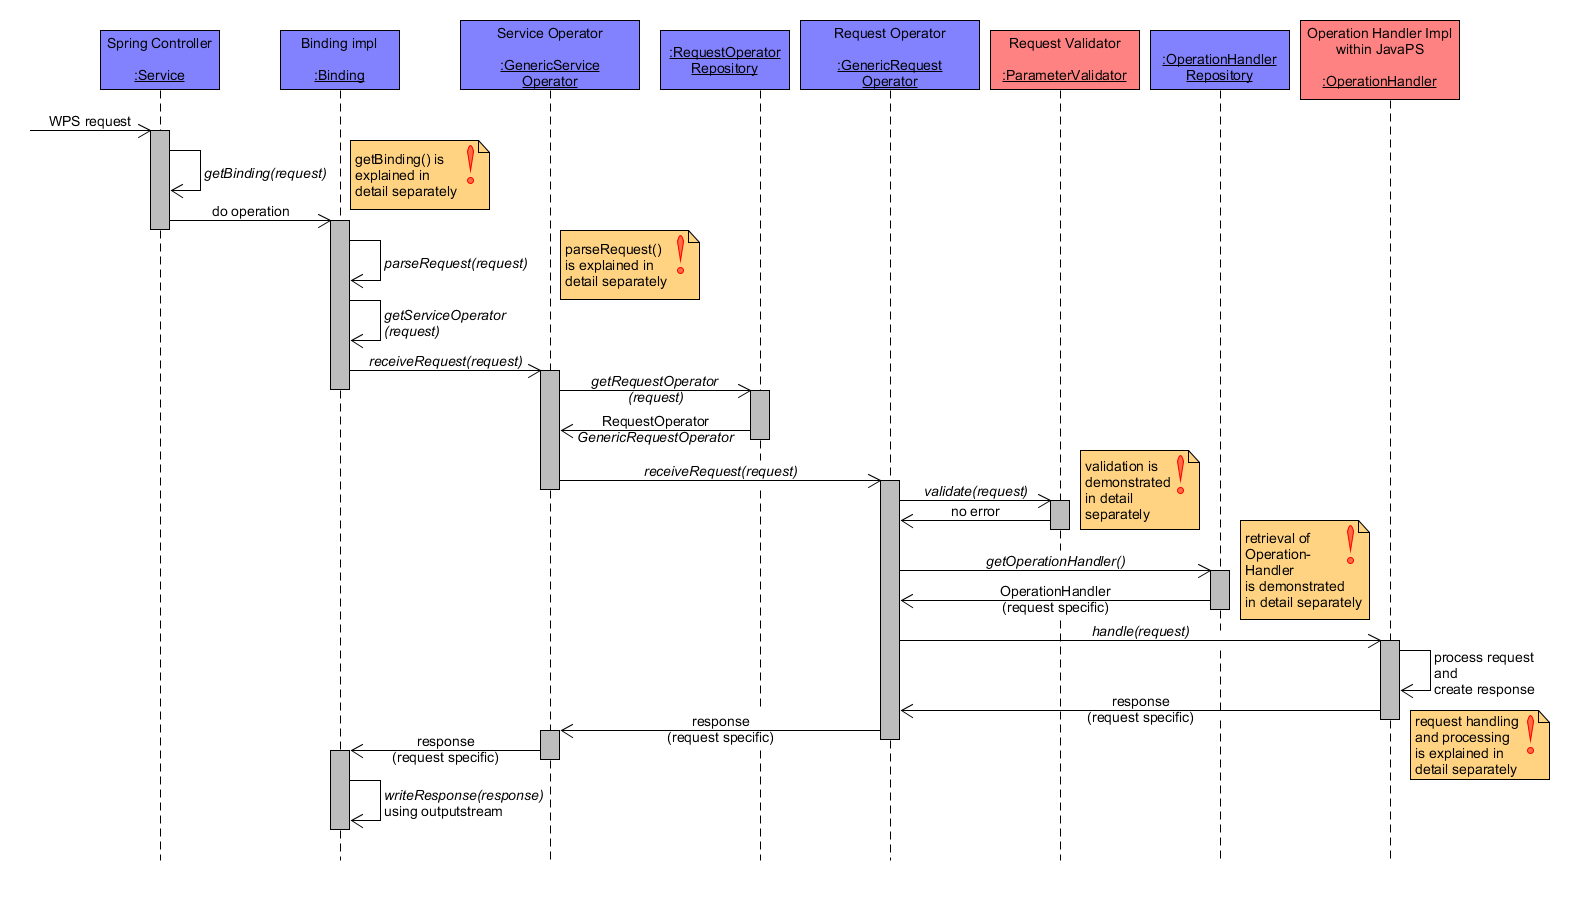 Spring Controller
:Service
Binding impl
:Binding
Service Operator
:GenericService
Operator
:RequestOperator
Repository
Request Operator
:GenericRequest
Operator
Request Validator
:ParameterValidator
:OperationHandler
Repository
Operation Handler Impl
within JavaPS
:OperationHandler
WPS request
getBinding(request)
getBinding() is
explained in
detail separately
do operation
parseRequest(request)
parseRequest()
is explained in
detail separately
getServiceOperator
(request)
receiveRequest(request)
getRequestOperator
(request)
RequestOperator
GenericRequestOperator
receiveRequest(request)
validate(request)
no error
validation is
demonstrated
in detail
separately
getOperationHandler()
OperationHandler
(request specific)
retrieval of
Operation-
Handler
is demonstrated
in detail separately
handle(request)
process request
and
create response
response
(request specific)
request handling
and processing
is explained in
detail separately
response
(request specific)
response
(request specific)
writeResponse(response)
using outputstream